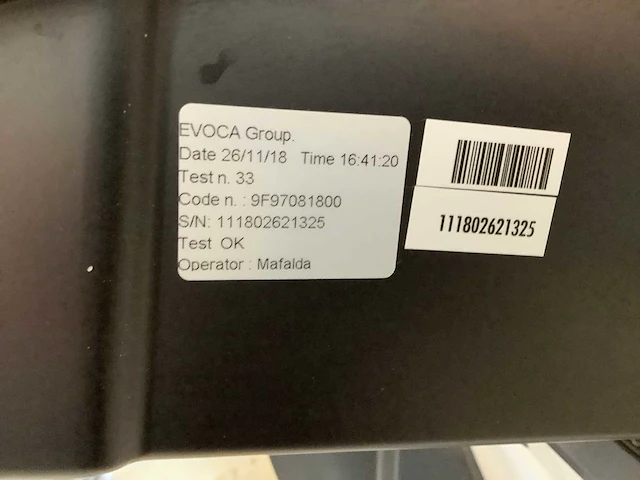 EVOCA Group.
Date 26/11/18 Time 16:41:20
Test n. 33
Code n. : 9F97081800
S/N: 111802621325
Test OK
Operator : Mafalda
111802621325